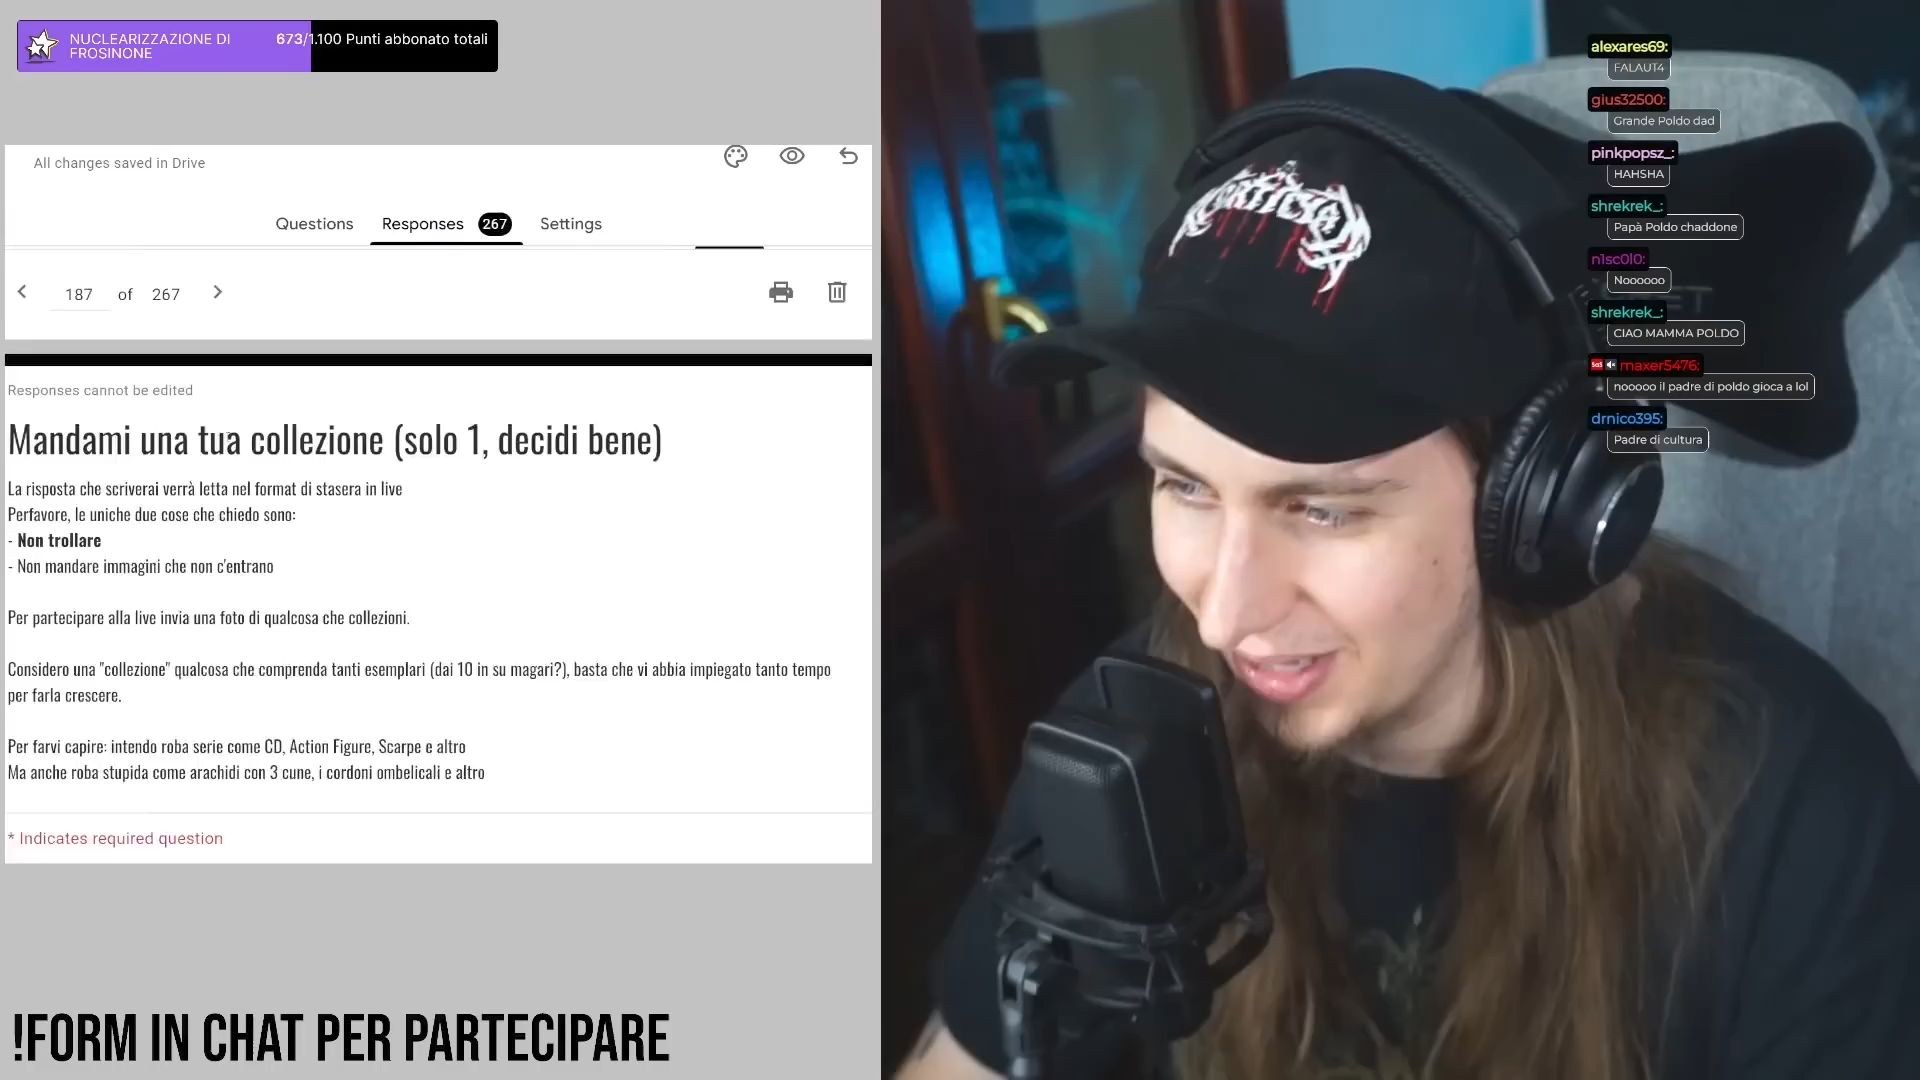 NUCLEARIZZAZIONE DI
FROSINONE
673/1.100 Punti abbonato totali
All changes saved in Drive
Questions
Responses 267
Settings
187 of 267
Responses cannot be edited
Mandami una tua collezione (solo 1, decidi bene)
La risposta che scriverai verrà letta nel format di stasera in live
Perfavore, le uniche due cose che chiedo sono:
- Non trollare
- Non mandare immagini che non c'entrano
Per partecipare alla live invia una foto di qualcosa che collezioni.
Considero una "collezione" qualcosa che comprenda tanti esemplari (dai 10 in su magari?), basta che vi abbia impiegato tanto tempo
per farla crescere.
Per farvi capire: intendo roba serie come CD, Action Figure, Scarpe e altro
Ma anche roba stupida come arachidi con 3 cune, i cordoni ombelicali e altro
* Indicates required question
!FORM IN CHAT PER PARTECIPARE
alexares69:
FALAUT4
gius32500:
Grande Poldo dad
pinkpopsz_:
HAHSHA
shrekrek_:
Papà Poldo chaddone
n1sc0l0:
Noooooo
shrekrek_:
CIAO MAMMA POLDO
maxer5476:
nooooo il padre di poldo gioca a lol
drnico395:
Padre di cultura